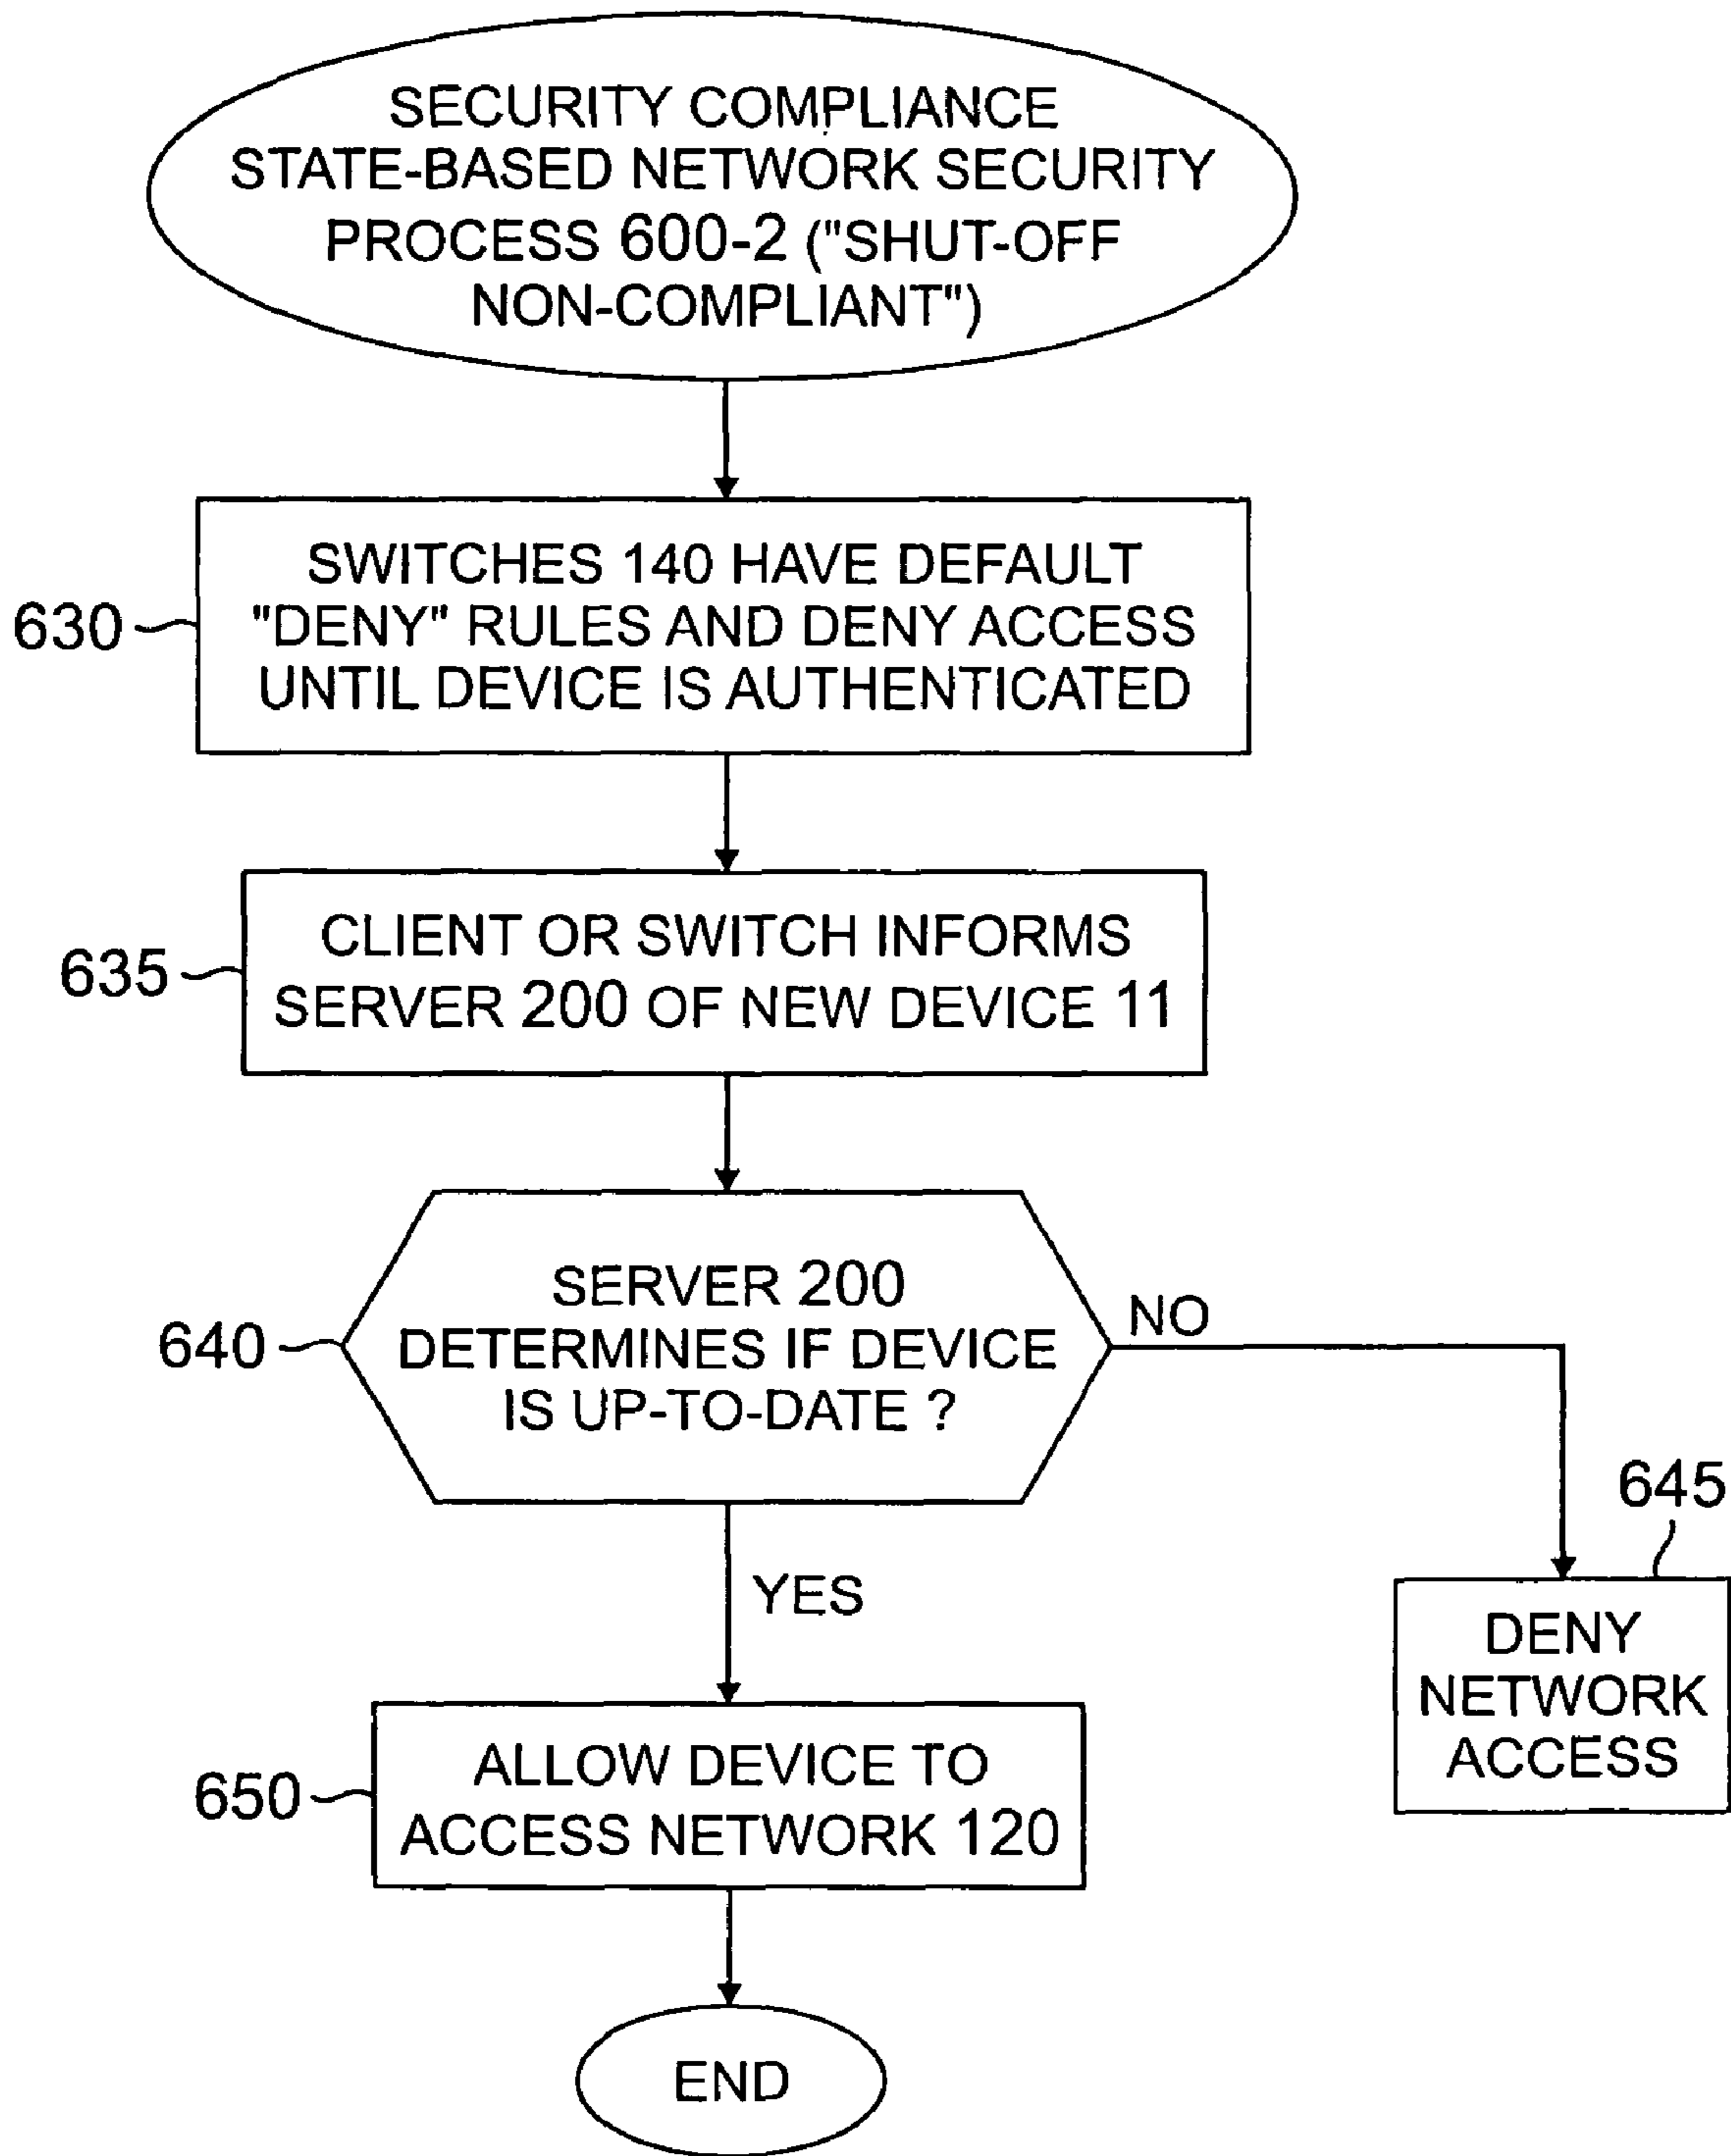 SECURITY COMPLIANCE
STATE-BASED NETWORK SECURITY
PROCESS 600-2 ("SHUT-OFF
NON-COMPLIANT")
630
SWITCHES 140 HAVE DEFAULT
"DENY" RULES AND DENY ACCESS
UNTIL DEVICE IS AUTHENTICATED
635
CLIENT OR SWITCH INFORMS
SERVER 200 OF NEW DEVICE 11
640
SERVER 200
DETERMINES IF DEVICE
IS UP-TO-DATE ?
NO
YES
645
DENY
NETWORK
ACCESS
650
ALLOW DEVICE TO
ACCESS NETWORK 120
END